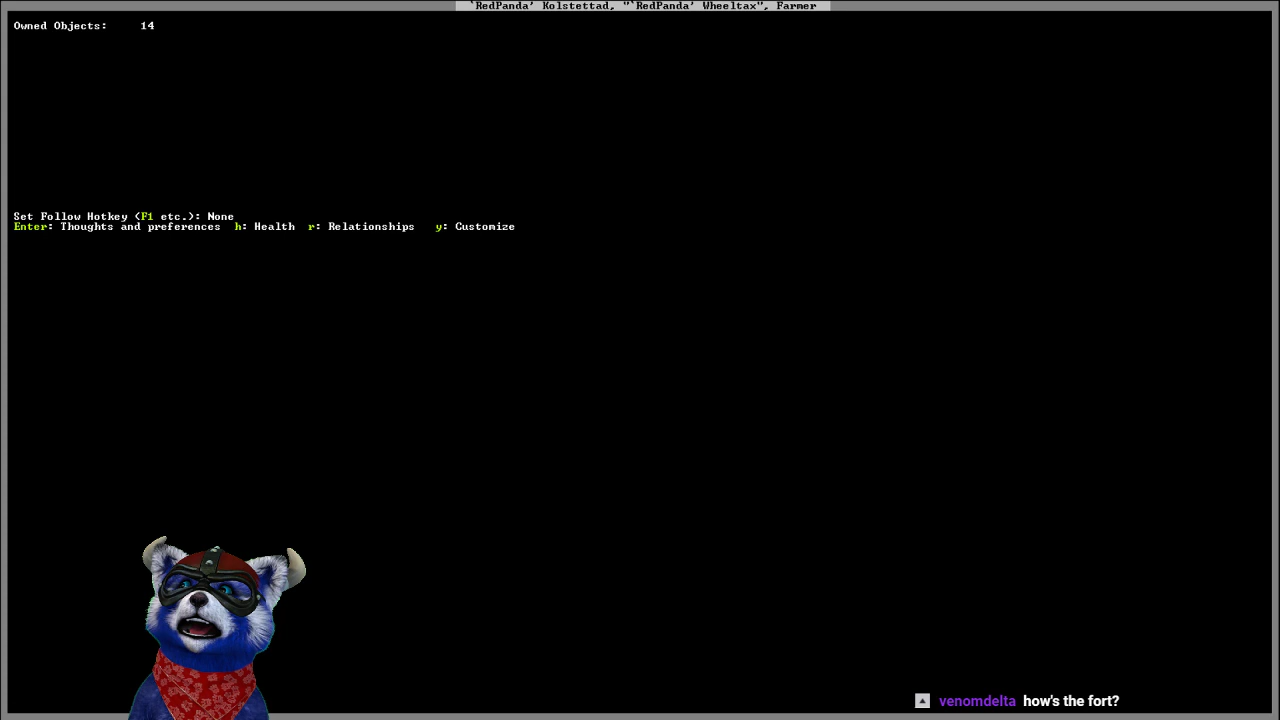 `RedPanda' Kolstettad, "`RedPanda' Wheeltax", Farmer
Owned Objects: 14
Set Follow Hotkey (F1 etc.): None
Enter: Thoughts and preferences h: Health r: Relationships y: Customize
venomdelta how's the fort?